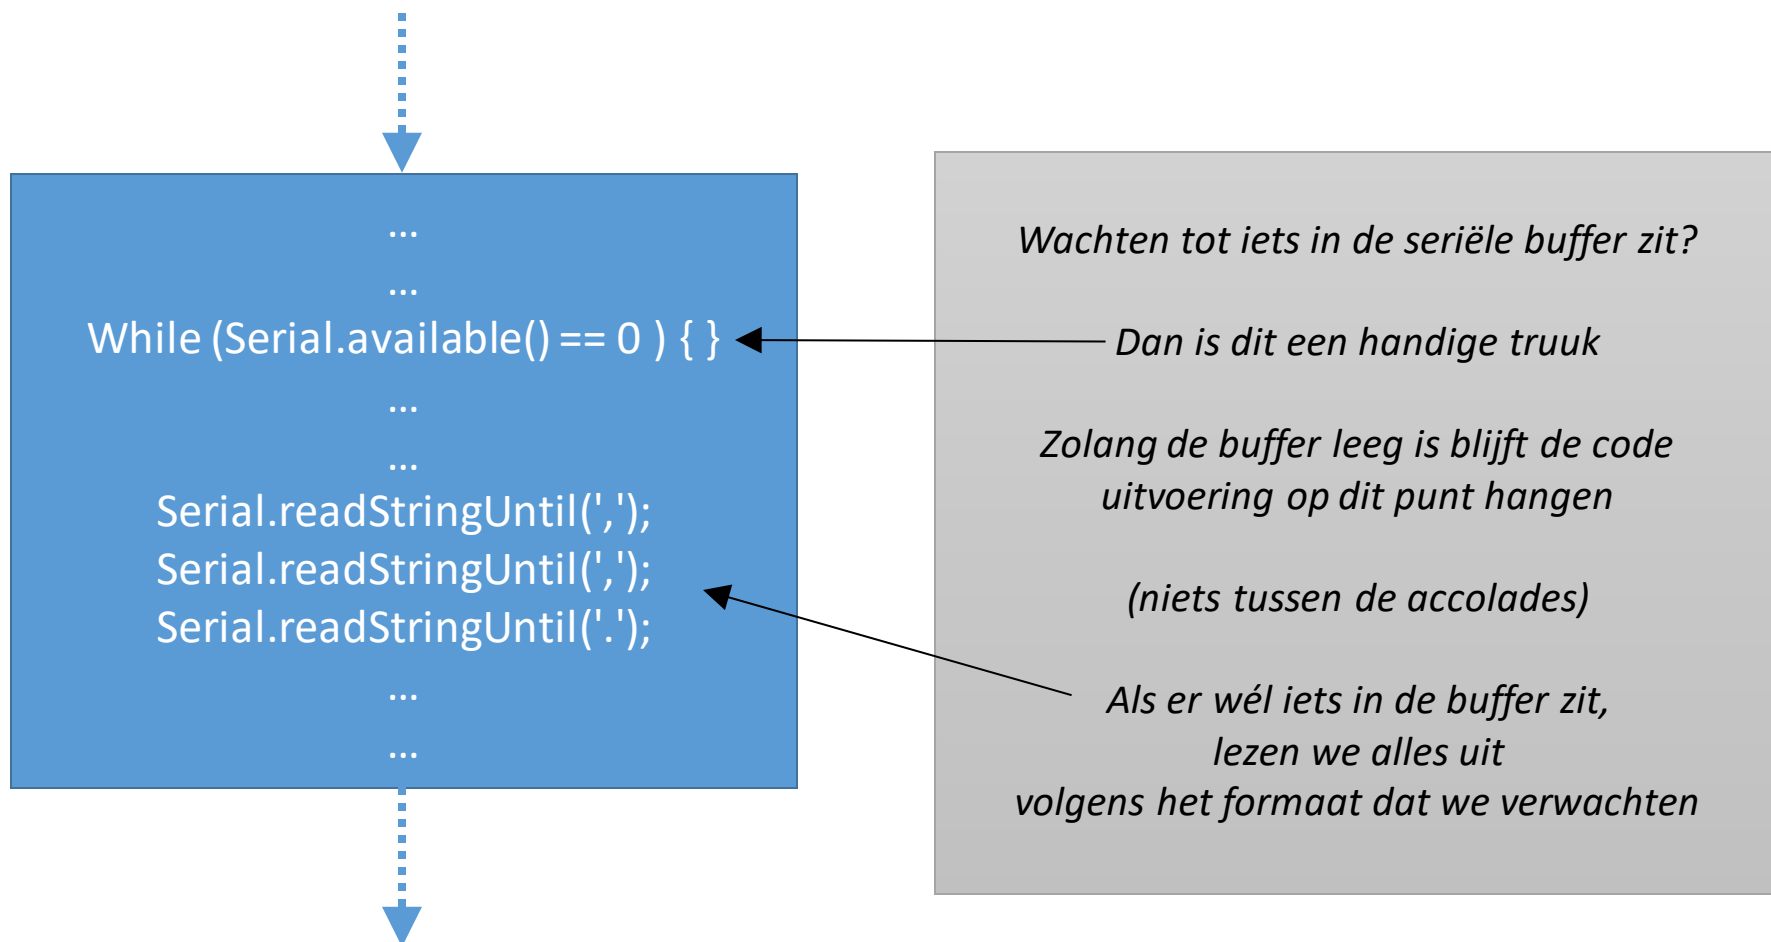 ...
...
While (Serial.available() == 0 ) { }
...
...
Serial.readStringUntil(',');
Serial.readStringUntil(',');
Serial.readStringUntil('.');
...
...
Wachten tot iets in de seriële buffer zit?
Dan is dit een handige truuk
Zolang de buffer leeg is blijft de code
uitvoering op dit punt hangen
(niets tussen de accolades)
Als er wél iets in de buffer zit,
lezen we alles uit
volgens het formaat dat we verwachten